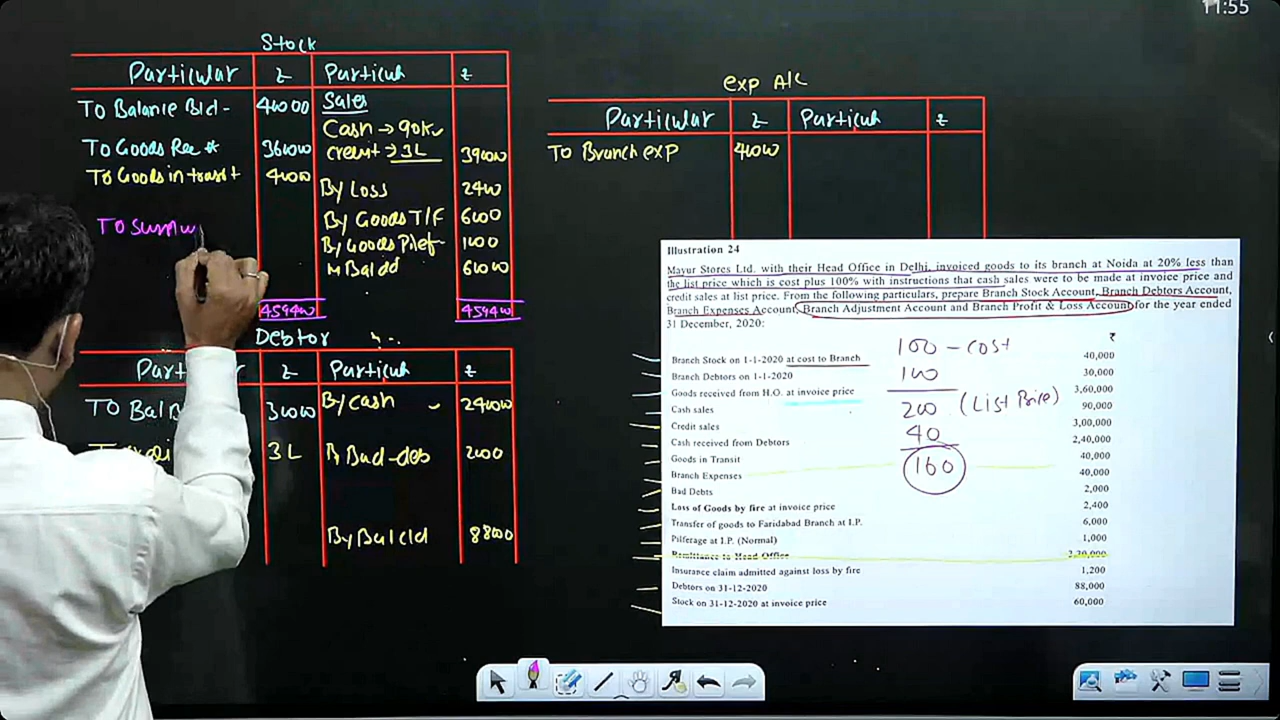 11:55
Stock
Particular ₹ Particular ₹
To Balance B/d - 40000 Sales
Cash → 90k
To Goods Rec * 360000 credit → 3L 390000
To Goods in transit 40000
By Loss 2400
To Surplu By Goods T/F 6000
By Goods Pilef- 1000
60000
459400 459400
exp A/c
Particular ₹ Particular ₹
To Branch exp 40000
Debtor
Part r ₹ Particular ₹
To Bal B 30000 By cash - 240000
3L By Bad-deb 2000
By Bal c/d 88000
Illustration 24
Mayur Stores Ltd. with their Head Office in Delhi, invoiced goods to its branch at Noida at 20% less than
the list price which is cost plus 100% with instructions that cash sales were to be made at invoice price and
credit sales at list price. From the following particulars, prepare Branch Stock Account, Branch Debtors Account,
Branch Expenses Account, Branch Adjustment Account and Branch Profit & Loss Account for the year ended
31 December, 2020:
₹
Branch Stock on 1-1-2020 at cost to Branch 40,000
Branch Debtors on 1-1-2020 30,000
Goods received from H.O. at invoice price 3,60,000
Cash sales 90,000
Credit sales 3,00,000
Cash received from Debtors 2,40,000
Goods in Transit 40,000
Branch Expenses 40,000
Bad Debts 2,000
Loss of Goods by fire at invoice price 2,400
Transfer of goods to Faridabad Branch at I.P. 6,000
Pilferage at I.P. (Normal) 1,000
Remittance to Head Office 3,20,000
Insurance claim admitted against loss by fire 1,200
Debtors on 31-12-2020 88,000
Stock on 31-12-2020 at invoice price 60,000
100 - cost
100
200 (List Price)
40
160